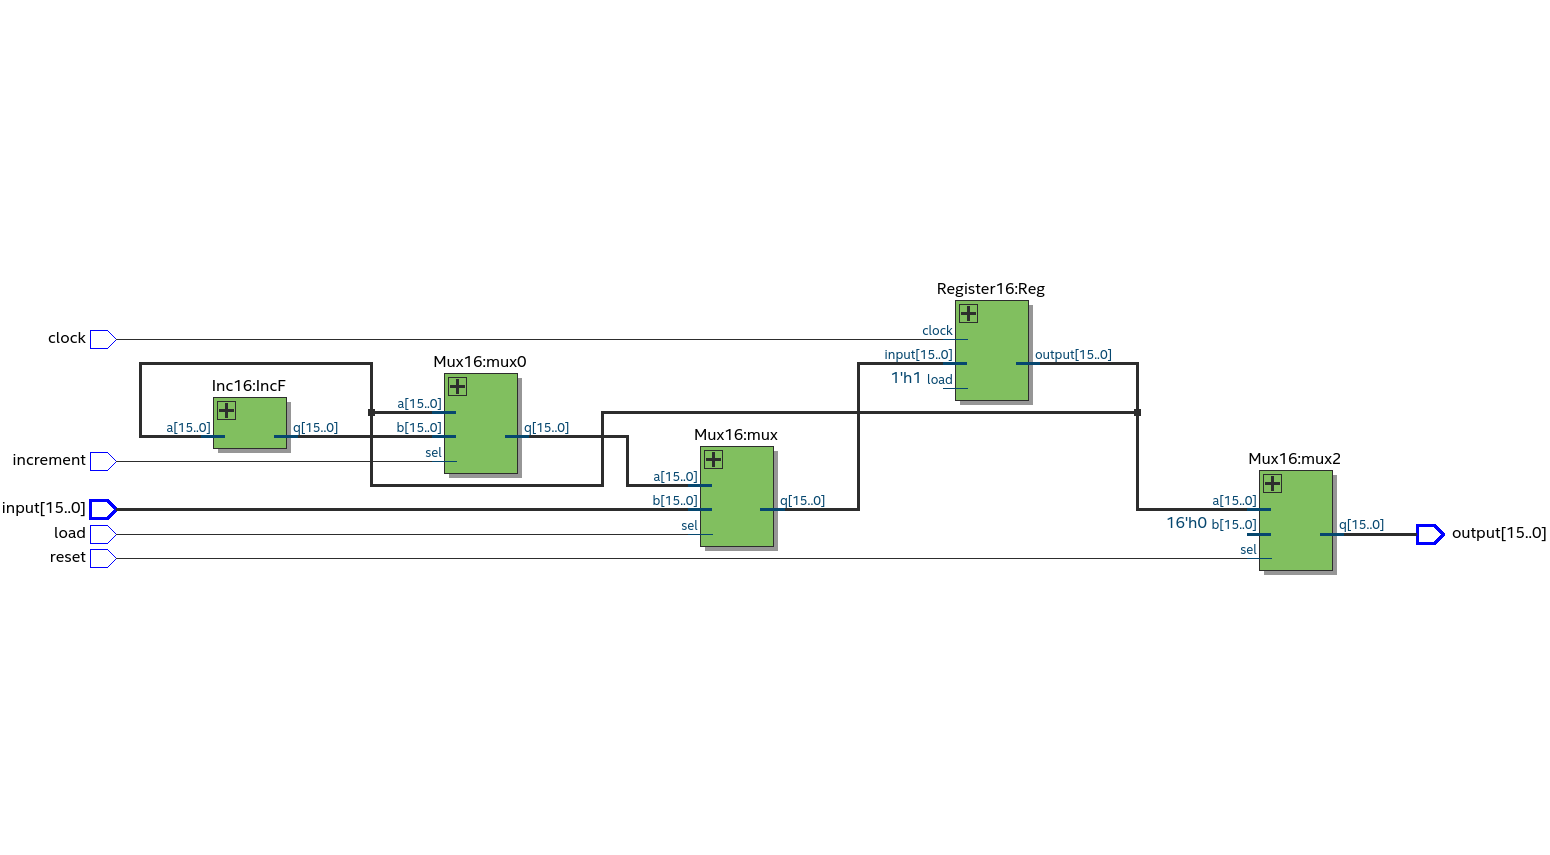 Register16:Reg
clock
clock
Mux16:mux0
input[15..0]
output[15..0]
1'h1 load
Inc16:IncF
a[15..0]
a[15..0]
q[15..0]
b[15..0]
q[15..0]
Mux16:mux
increment
sel
Mux16:mux2
a[15..0]
input[15..0]
b[15..0]
q[15..0]
a[15..0]
load
sel
16'h0 b[15..0]
q[15..0]
output[15..0]
reset
sel